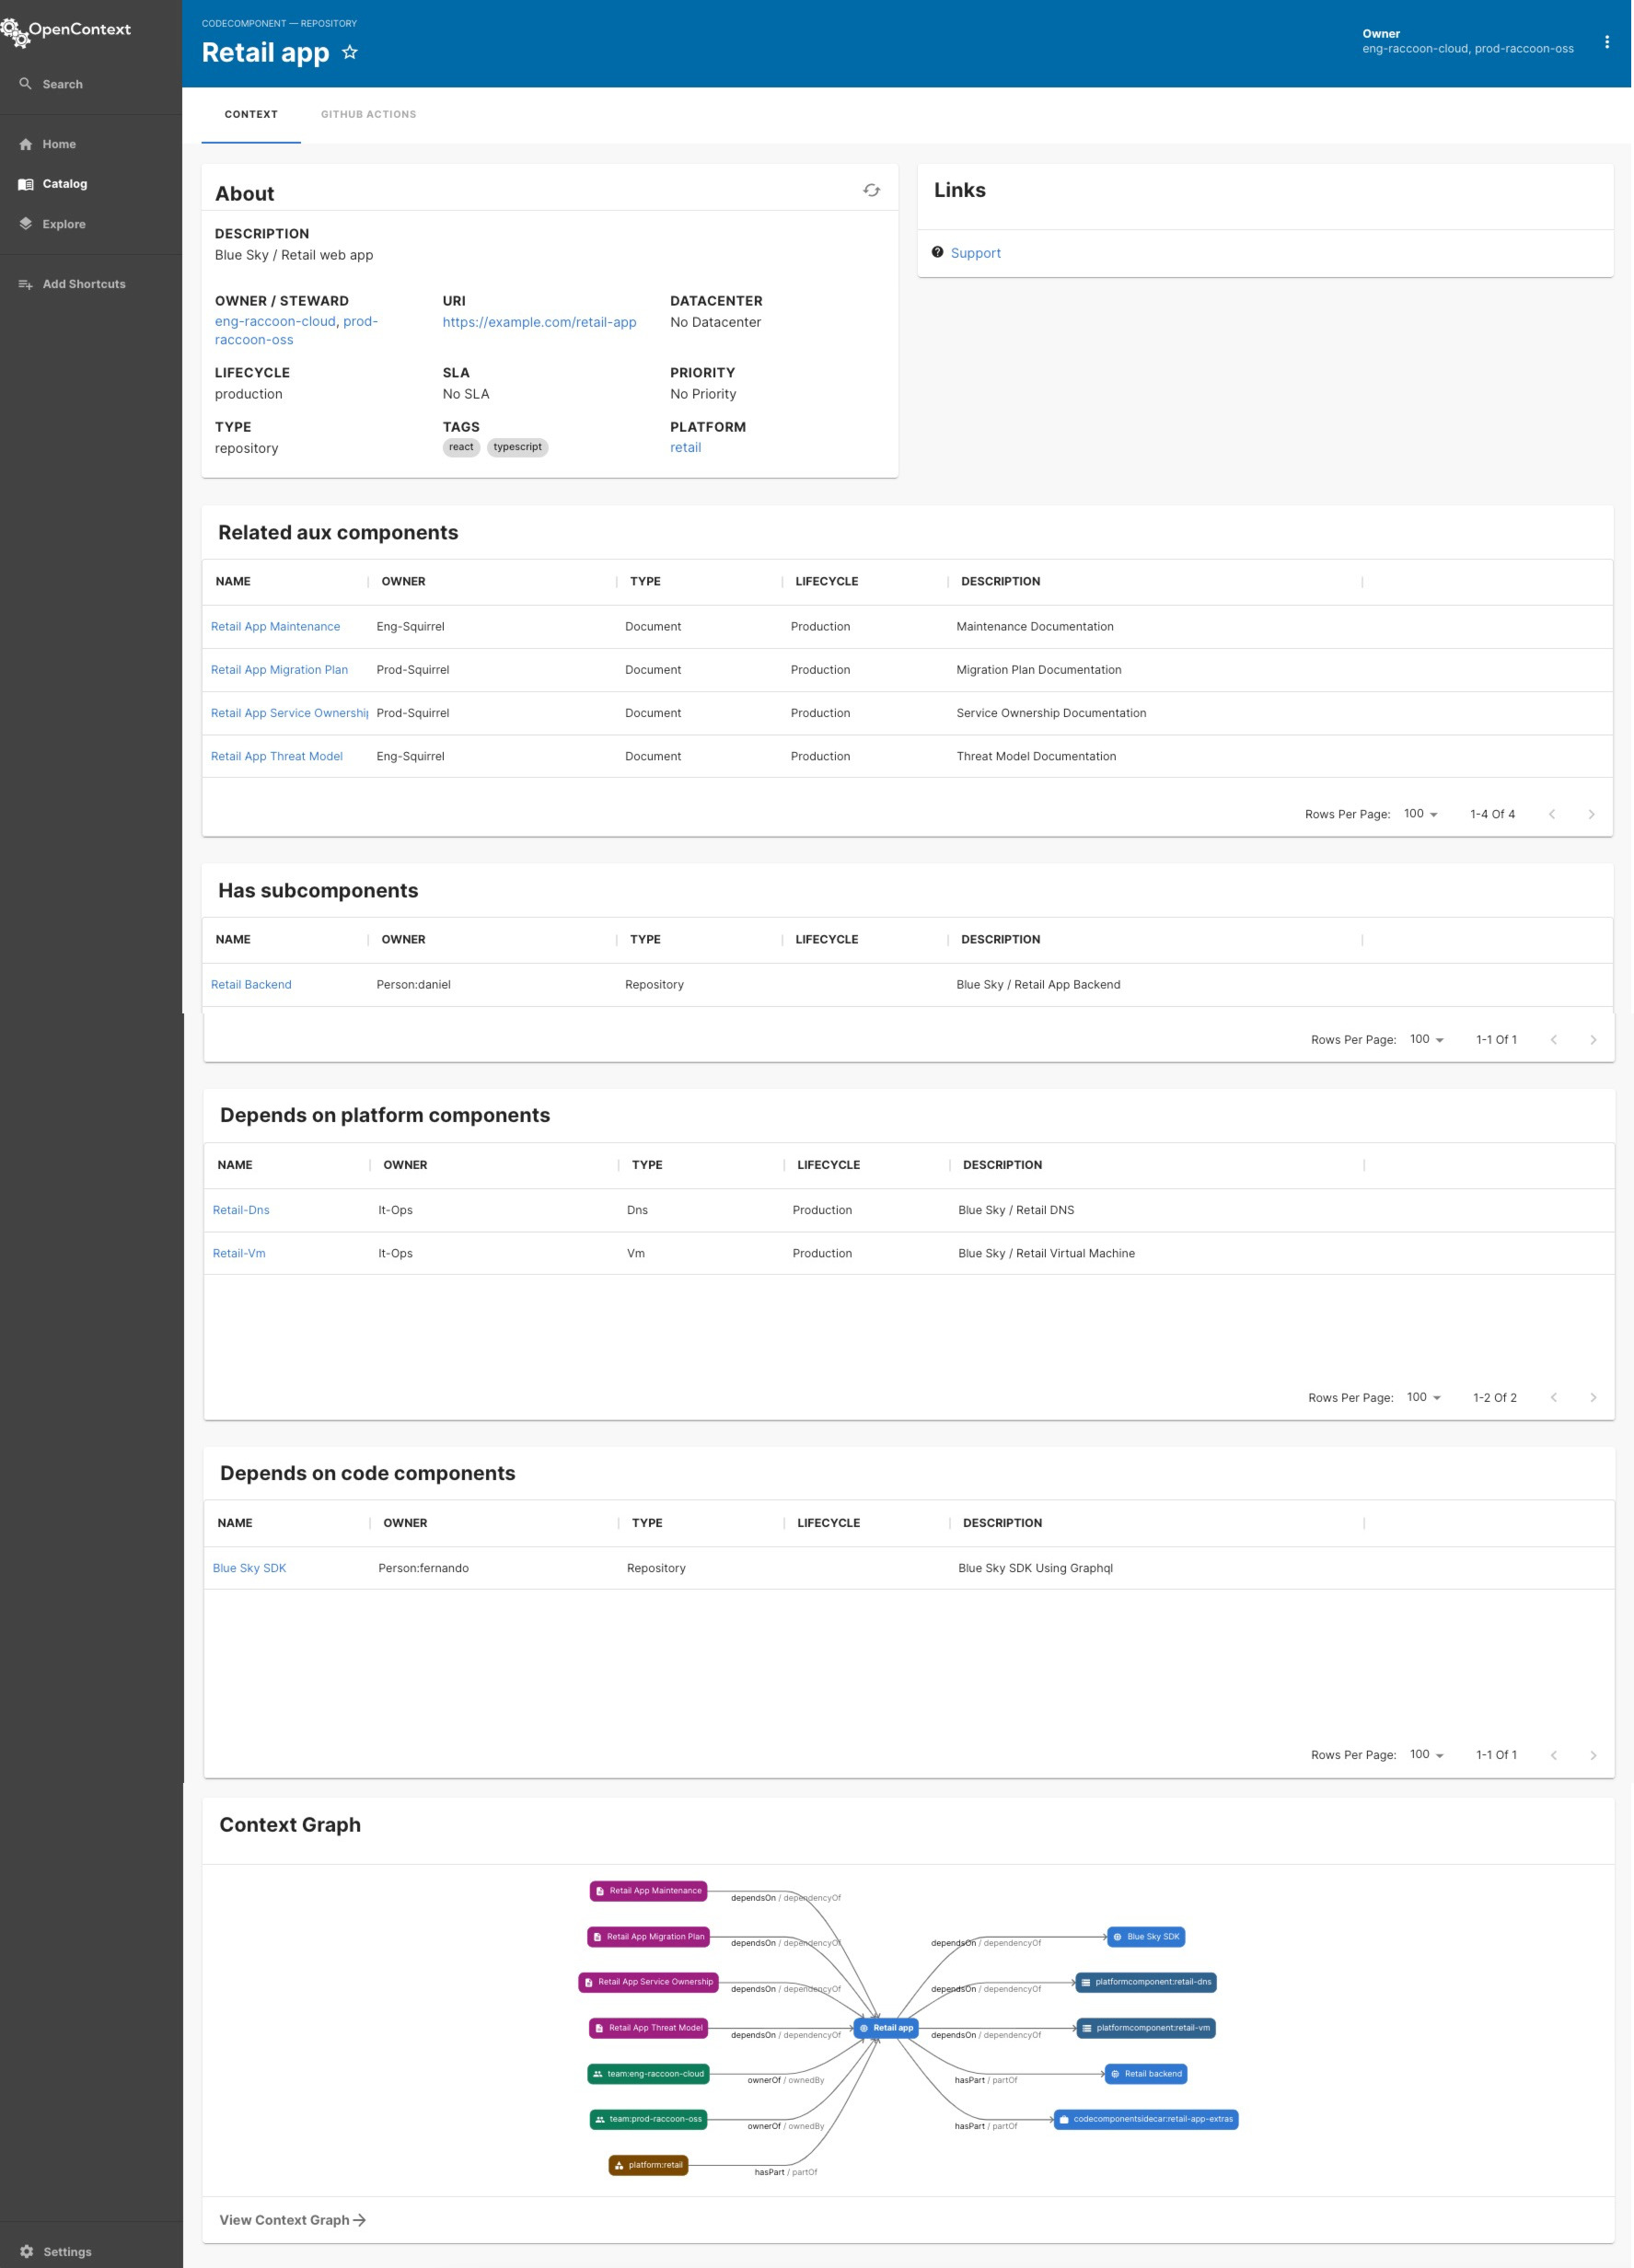 OpenContext
Search
Home
Catalog
Explore
Add Shortcuts
Settings
CODECOMPONENT — REPOSITORY
Retail app
Owner
eng-raccoon-cloud, prod-raccoon-oss
CONTEXT GITHUB ACTIONS
About
DESCRIPTION
Blue Sky / Retail web app
OWNER / STEWARD
eng-raccoon-cloud, prod-
raccoon-oss
URI
https://example.com/retail-app
DATACENTER
No Datacenter
LIFECYCLE
production
SLA
No SLA
PRIORITY
No Priority
TYPE
repository
TAGS
react typescript
PLATFORM
retail
Links
Support
Related aux components
NAME OWNER TYPE LIFECYCLE DESCRIPTION
Retail App Maintenance Eng-Squirrel Document Production Maintenance Documentation
Retail App Migration Plan Prod-Squirrel Document Production Migration Plan Documentation
Retail App Service Ownership Prod-Squirrel Document Production Service Ownership Documentation
Retail App Threat Model Eng-Squirrel Document Production Threat Model Documentation
Rows Per Page: 100 1-4 Of 4
Has subcomponents
NAME OWNER TYPE LIFECYCLE DESCRIPTION
Retail Backend Person:daniel Repository Blue Sky / Retail App Backend
Rows Per Page: 100 1-1 Of 1
Depends on platform components
NAME OWNER TYPE LIFECYCLE DESCRIPTION
Retail-Dns It-Ops Dns Production Blue Sky / Retail DNS
Retail-Vm It-Ops Vm Production Blue Sky / Retail Virtual Machine
Rows Per Page: 100 1-2 Of 2
Depends on code components
NAME OWNER TYPE LIFECYCLE DESCRIPTION
Blue Sky SDK Person:fernando Repository Blue Sky SDK Using Graphql
Rows Per Page: 100 1-1 Of 1
Context Graph
Retail App Maintenance
dependsOn / dependencyOf
Retail App Migration Plan
dependsOn / dependencyOf
Retail App Service Ownership
dependsOn / dependencyOf
Retail App Threat Model
dependsOn / dependencyOf
team:eng-raccoon-cloud
ownerOf / ownedBy
team:prod-raccoon-oss
ownerOf / ownedBy
platform:retail
hasPart / partOf
Retail app
dependsOn / dependencyOf
Blue Sky SDK
dependsOn / dependencyOf
platformcomponent:retail-dns
dependsOn / dependencyOf
platformcomponent:retail-vm
hasPart / partOf
Retail backend
hasPart / partOf
codecomponentsidecar:retail-app-extras
View Context Graph